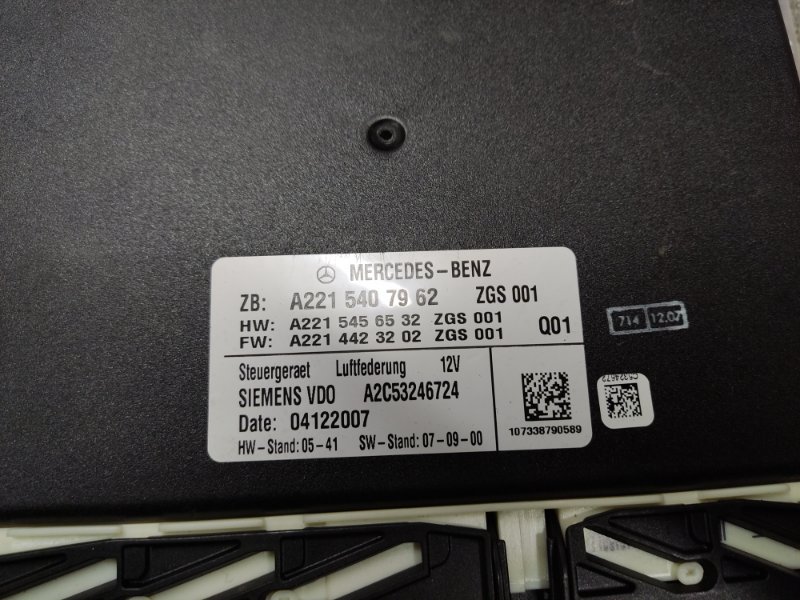 MERCEDES-BENZ
ZB: A221 540 79 62 ZGS 001
HW: A221 545 65 32 ZGS 001
FW: A221 442 32 02 ZGS 001 Q01
Steuergeraet Luftfederung 12V
SIEMENS VDO A2C53246724
Date: 04122007
HW-Stand: 05-41 SW-Stand: 07-09-00
107338790589
714 12.07